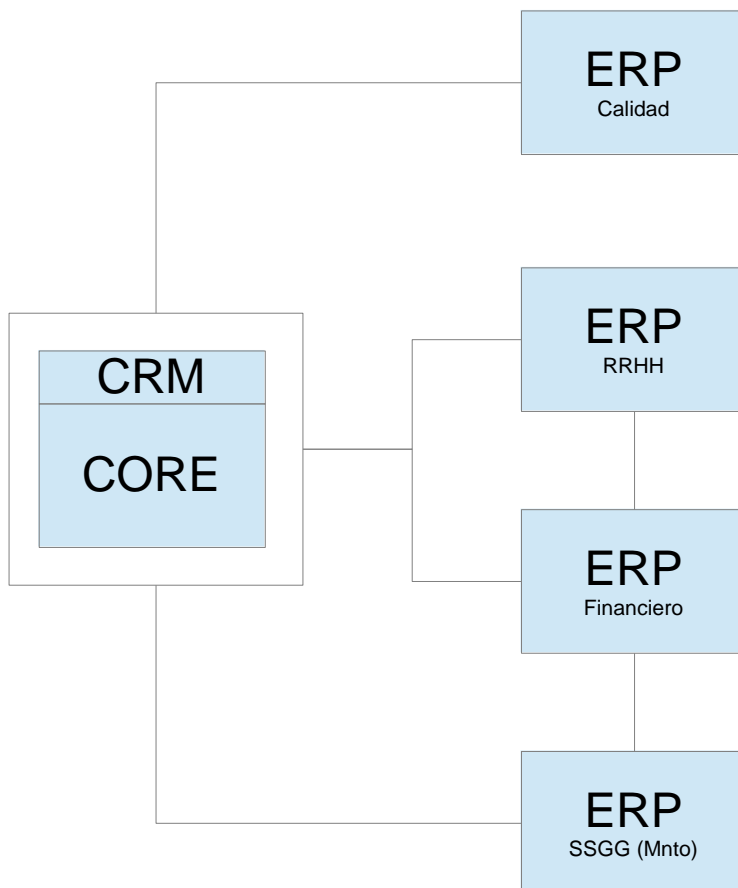 ERP
Calidad
ERP
RRHH
CRM
CORE
ERP
Financiero
ERP
SSGG (Mnto)